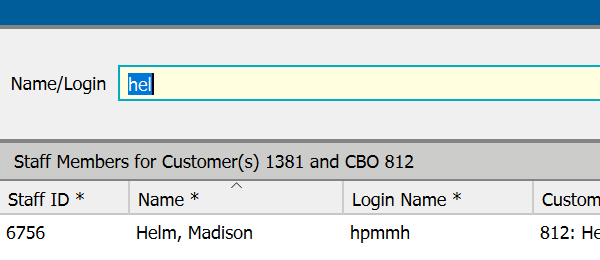 Name/Login hel
Staff Members for Customer(s) 1381 and CBO 812
Staff ID * Name * Login Name * Custom
6756 Helm, Madison hpmmh 812: He